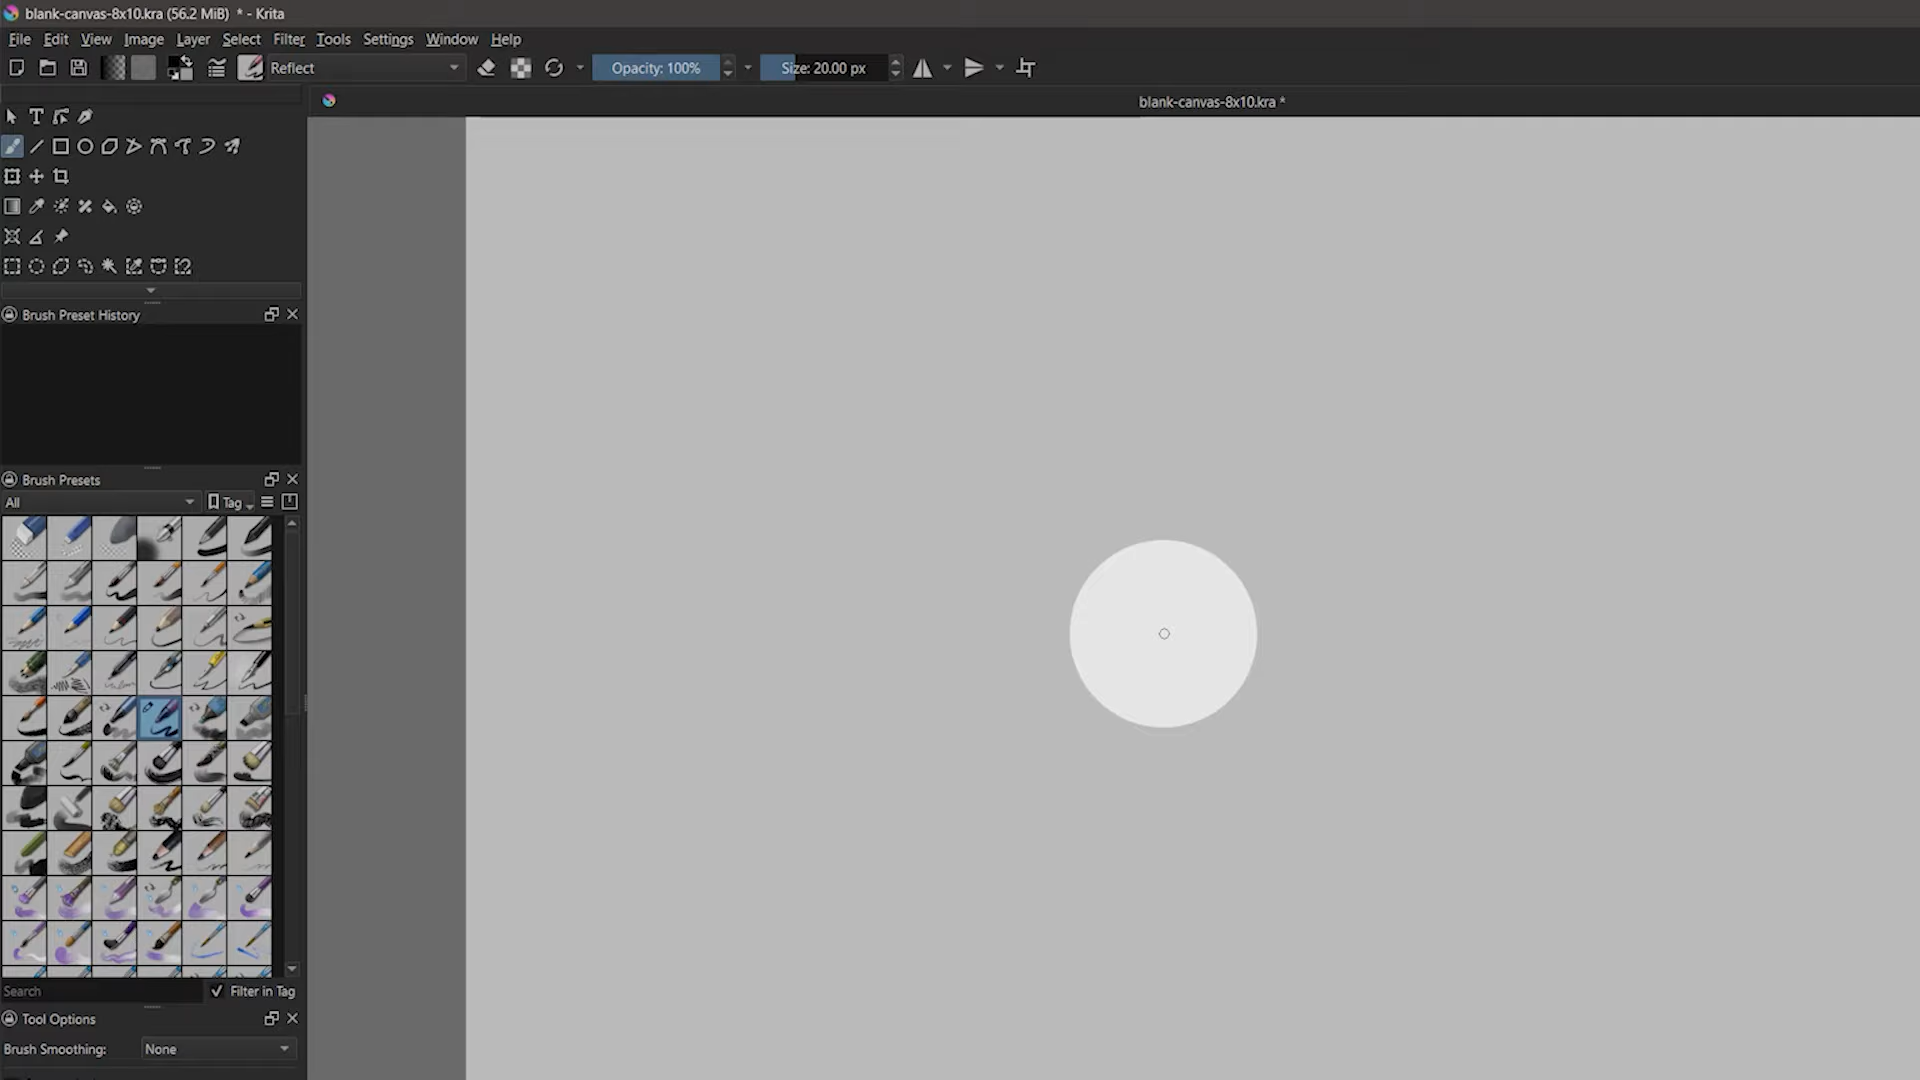 blank-canvas-8x10.kra (56.2 MiB) * - Krita
File Edit View Image Layer Select Filter Tools Settings Window Help
Reflect Opacity: 100% Size: 20.00 px
blank-canvas-8x10.kra *
Brush Preset History
Brush Presets
All Tag
Search Filter in Tag
Tool Options
Brush Smoothing: None